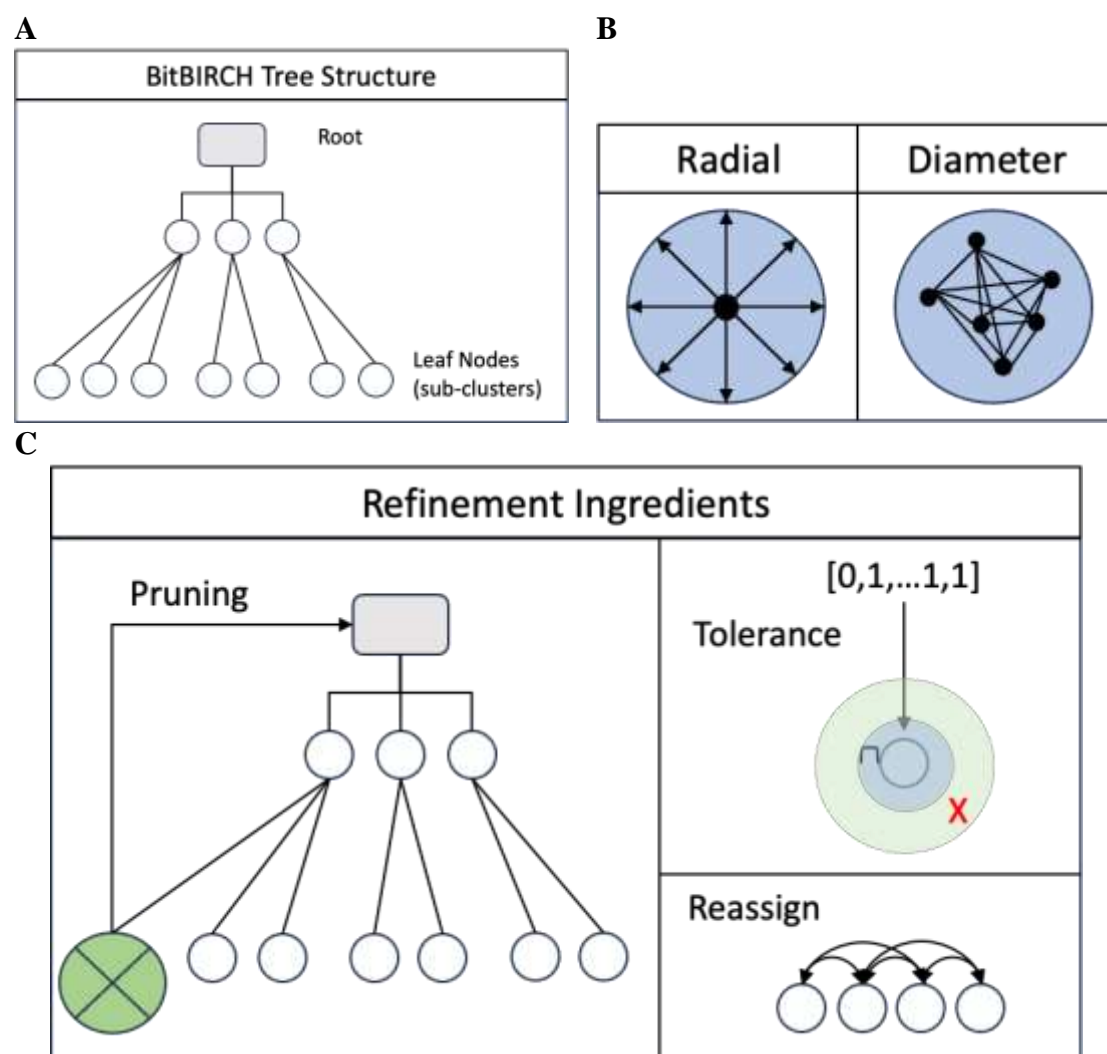 A
B
BitBIRCH Tree Structure
Root
Leaf Nodes
(sub-clusters)
Radial
Diameter
C
Refinement Ingredients
Pruning
[0,1,...1,1]
Tolerance
X
Reassign